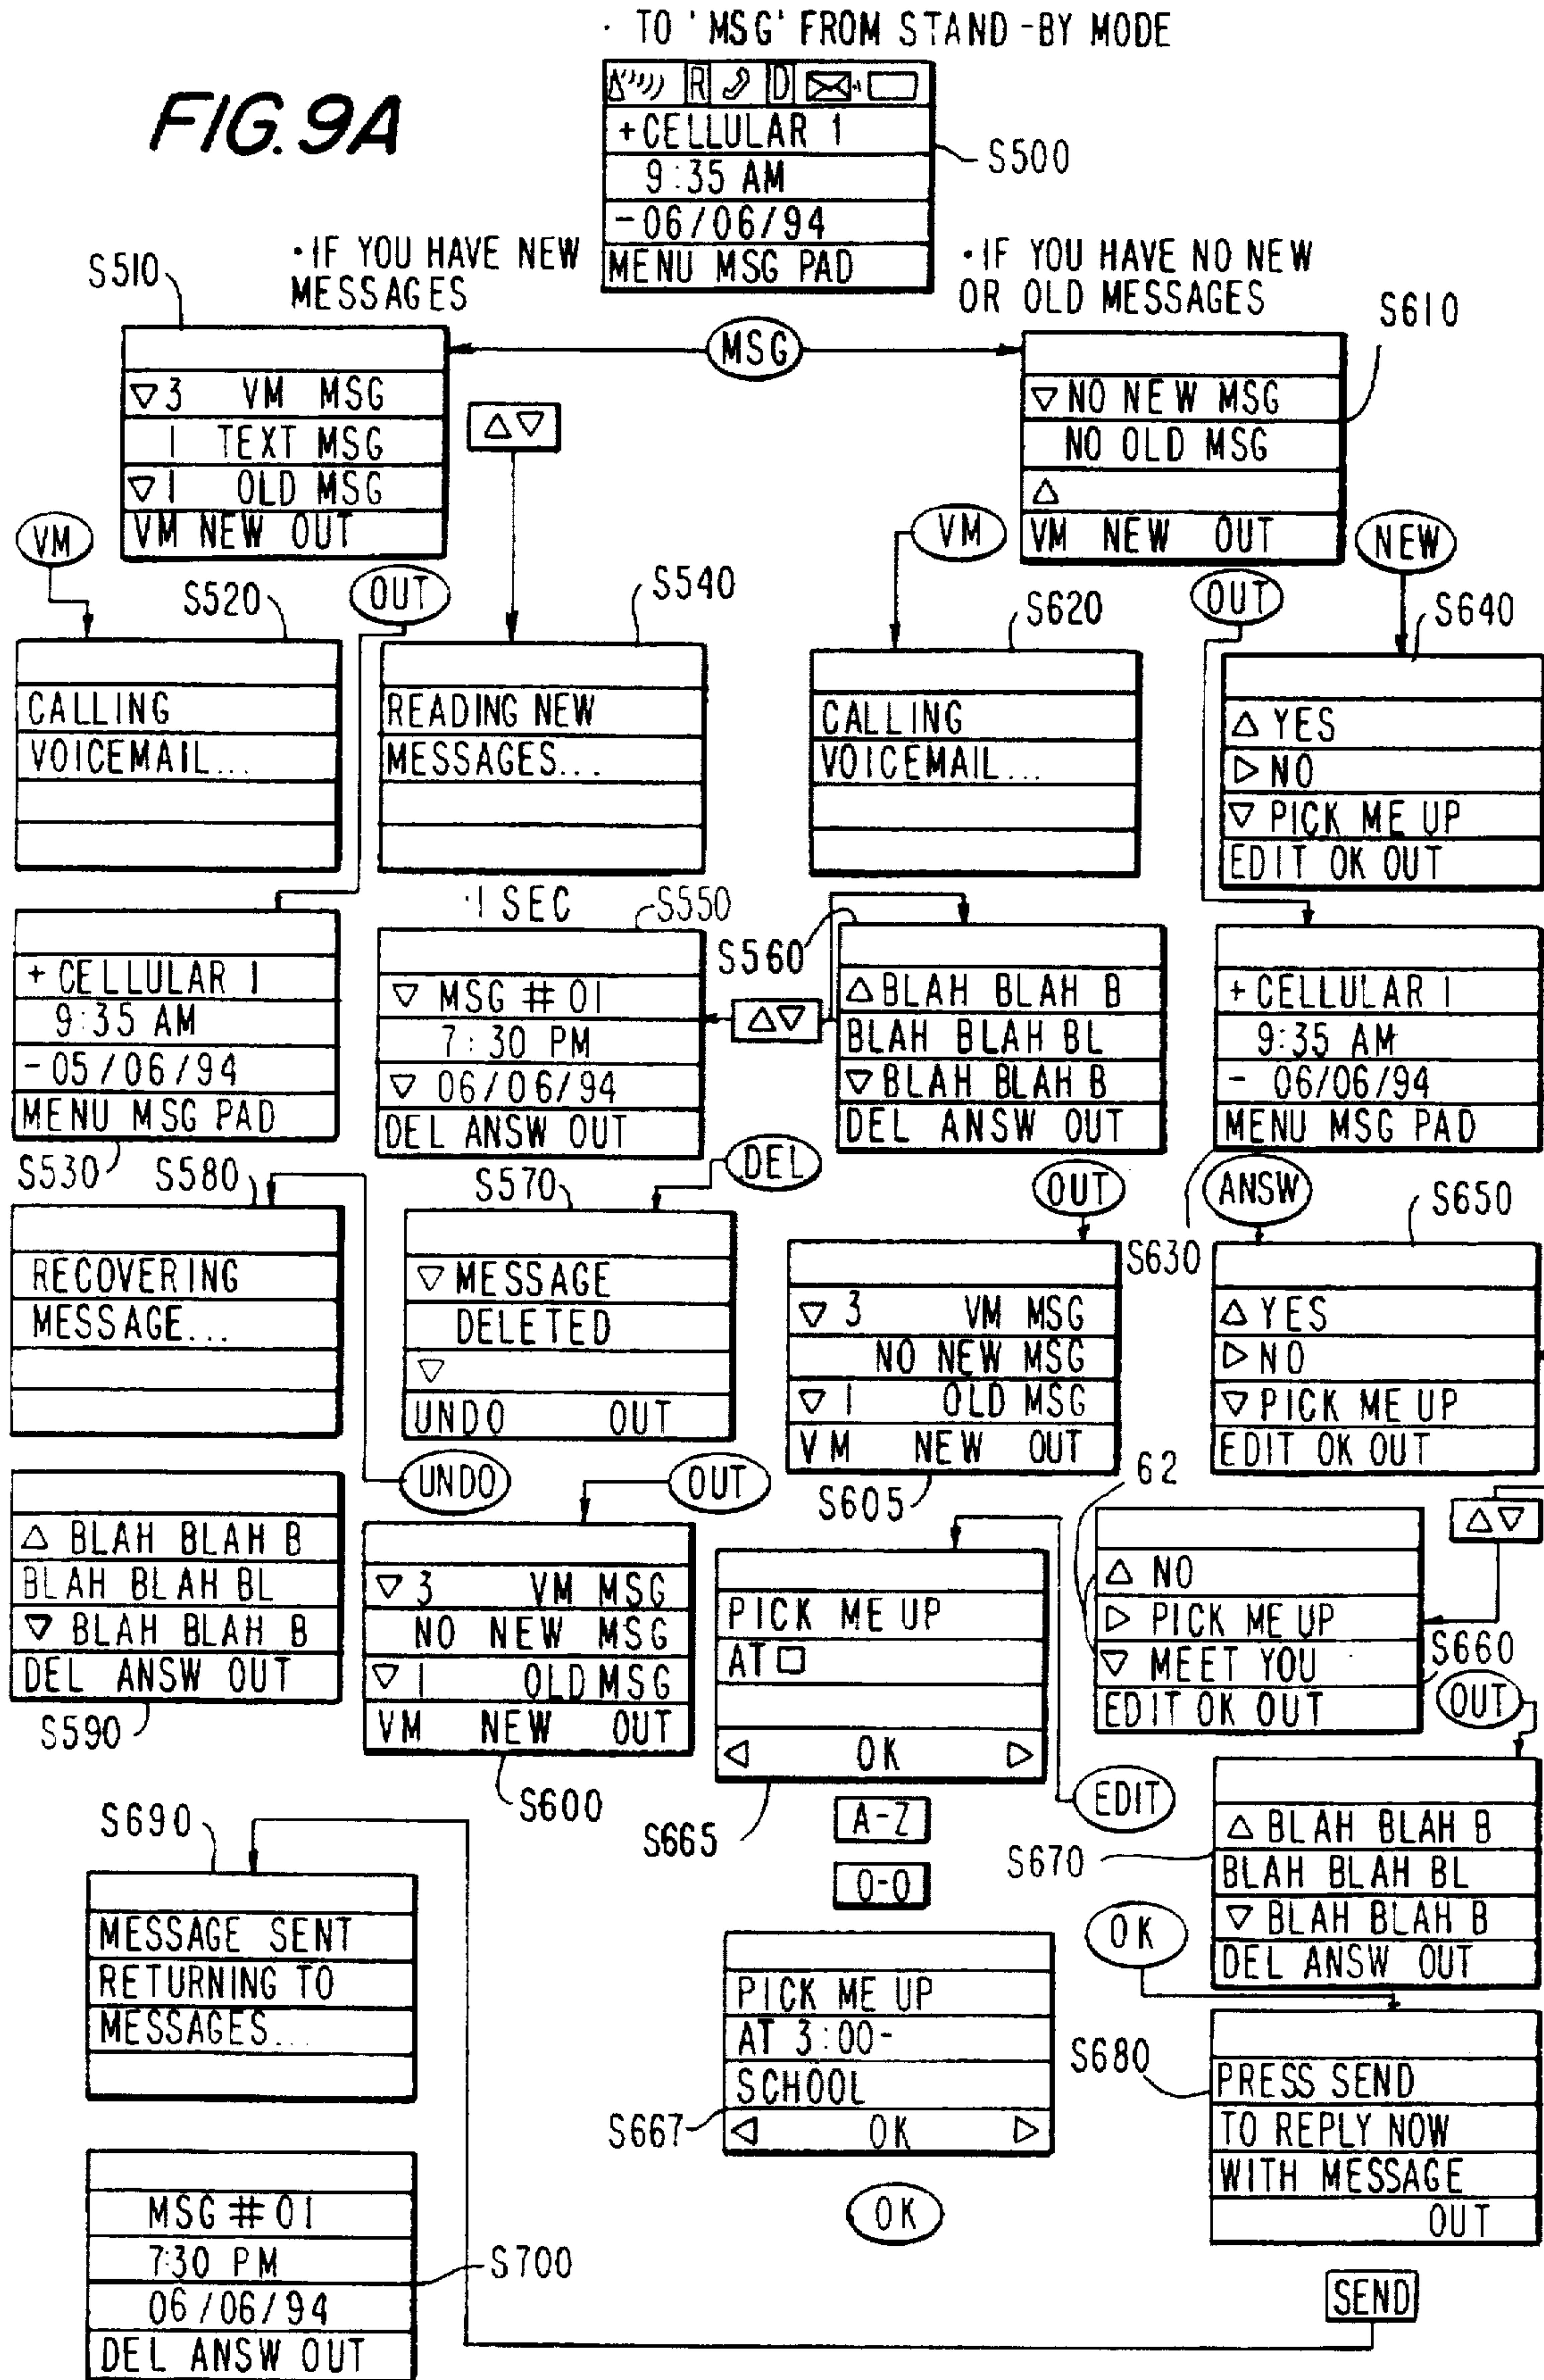 · TO 'MSG' FROM STAND-BY MODE
FIG. 9A
R D
+CELLULAR 1
9:35 AM
-06/06/94
MENU MSG PAD
S500
·IF YOU HAVE NEW
MESSAGES
·IF YOU HAVE NO NEW
OR OLD MESSAGES
S510
▽3 VM MSG
1 TEXT MSG
▽1 OLD MSG
VM NEW OUT
MSG
△▽
S610
▽ NO NEW MSG
NO OLD MSG
△
VM NEW OUT
VM
OUT
VM
OUT
NEW
S520
CALLING
VOICEMAIL...
S540
READING NEW
MESSAGES...
S620
CALLING
VOICEMAIL...
S640
△ YES
▷ NO
▽ PICK ME UP
EDIT OK OUT
+ CELLULAR 1
9:35 AM
-05/06/94
MENU MSG PAD
S530
·1 SEC
S550
▽ MSG # 01
7:30 PM
▽ 06/06/94
DEL ANSW OUT
△▽
S560
△ BLAH BLAH B
BLAH BLAH BL
▽ BLAH BLAH B
DEL ANSW OUT
+CELLULAR 1
9:35 AM
- 06/06/94
MENU MSG PAD
S630
S580
RECOVERING
MESSAGE...
S570
DEL
▽ MESSAGE
DELETED
▽
UNDO OUT
OUT
▽ 3 VM MSG
NO NEW MSG
▽ 1 OLD MSG
VM NEW OUT
S605
ANSW
S650
△ YES
▷ NO
▽ PICK ME UP
EDIT OK OUT
UNDO
OUT
62
△▽
△ BLAH BLAH B
BLAH BLAH BL
▽ BLAH BLAH B
DEL ANSW OUT
S590
▽ 3 VM MSG
NO NEW MSG
▽ 1 OLD MSG
VM NEW OUT
S600
PICK ME UP
AT □
◁ OK ▷
S665
△ NO
▷ PICK ME UP
▽ MEET YOU
EDIT OK OUT
S660
OUT
EDIT
A-Z
0-0
S670
△ BLAH BLAH B
BLAH BLAH BL
▽ BLAH BLAH B
DEL ANSW OUT
S690
MESSAGE SENT
RETURNING TO
MESSAGES...
PICK ME UP
AT 3:00-
SCHOOL
◁ OK ▷
S667
OK
OK
S680
PRESS SEND
TO REPLY NOW
WITH MESSAGE
OUT
MSG # 01
7:30 PM
06/06/94
DEL ANSW OUT
S700
SEND